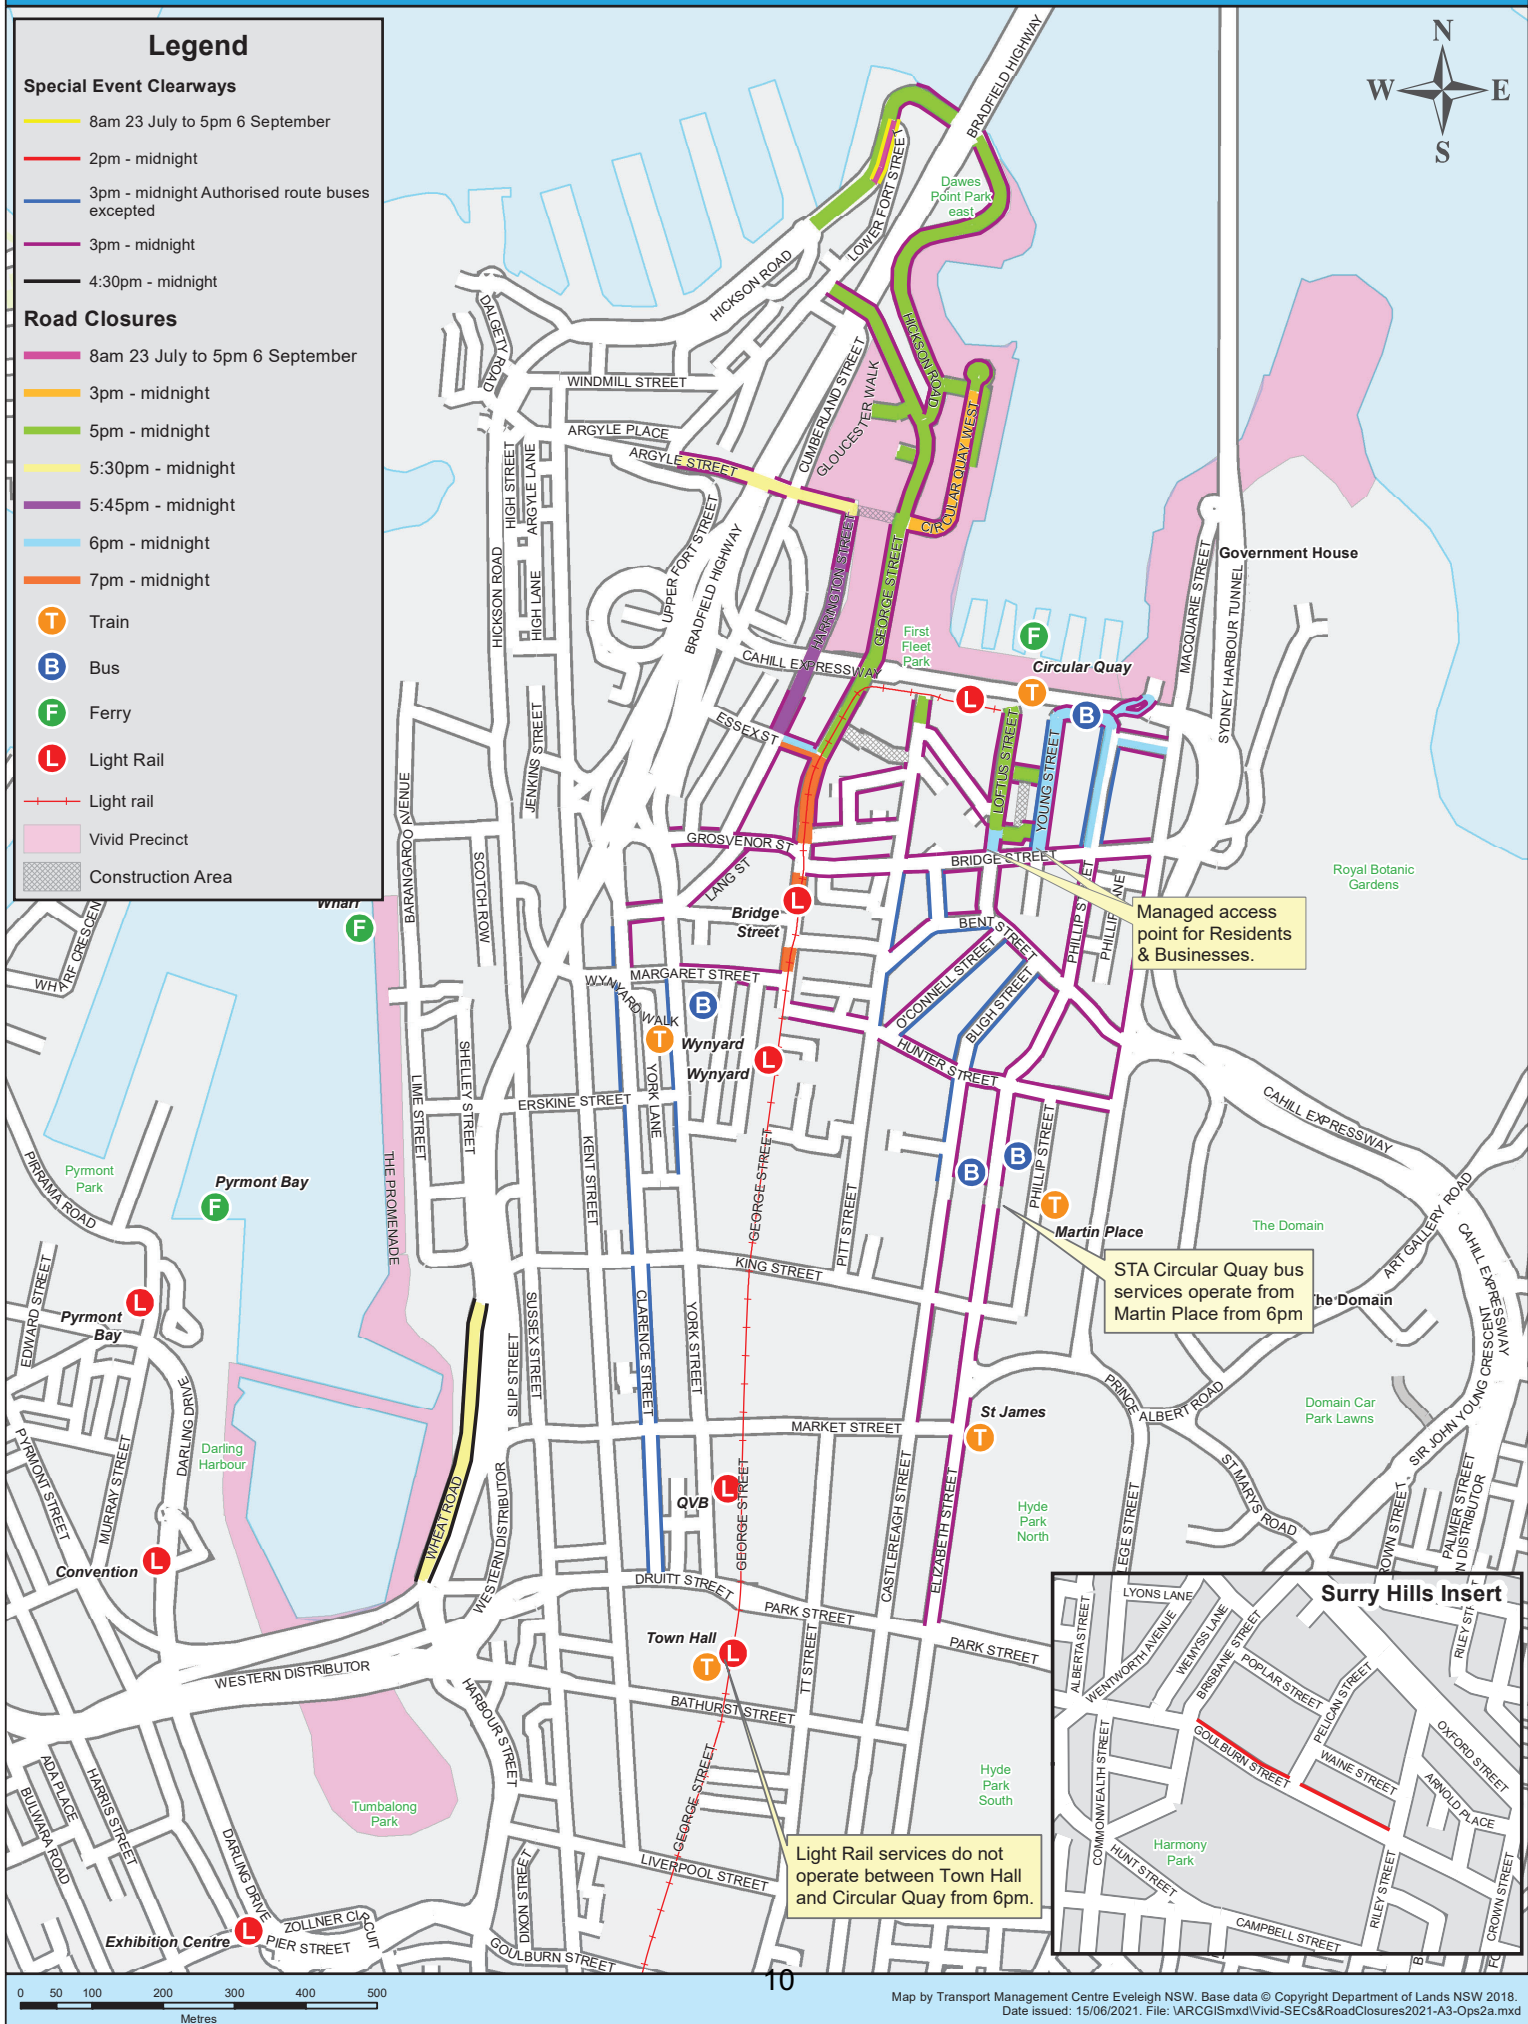 Legend
Special Event Clearways
8am 23 July to 5pm 6 September
2pm - midnight
3pm - midnight Authorised route buses
excepted
3pm - midnight
4:30pm - midnight
Road Closures
8am 23 July to 5pm 6 September
3pm - midnight
5pm - midnight
5:30pm - midnight
5:45pm - midnight
6pm - midnight
7pm - midnight
T Train
B Bus
F Ferry
L Light Rail
Light rail
Vivid Precinct
Construction Area
N
W E
S
BRADFIELD HIGHWAY
LOWER FORT STREET
Dawes
Point Park
east
HICKSON ROAD
DALGETY ROAD
HICKSON ROAD
WINDMILL STREET
CUMBERLAND STREET
GLOUCESTER WALK
ARGYLE PLACE
ARGYLE STREET
CIRCULAR QUAY WEST
HIGH STREET
ARGYLE LANE
UPPER FORT STREET
BRADFIELD HIGHWAY
HARRINGTON STREET
GEORGE STREET
HICKSON ROAD
HIGH LANE
First
Fleet
Park
F
Circular Quay
T
L
B
CAHILL EXPRESSWAY
MACQUARIE STREET
SYDNEY HARBOUR TUNNEL
Government House
ESSEX ST
JENKINS STREET
LOFTUS STREET
YOUNG STREET
BARANGAROO AVENUE
SCOTCH ROW
GROSVENOR ST
LANG ST
BRIDGE STREET
Bridge
Street
L
Royal Botanic
Gardens
Managed access
point for Residents
& Businesses.
BENT STREET
O'CONNELL STREET
BLIGH STREET
HUNTER STREET
Wharf
F
MARGARET STREET
WYNYARD WALK
B
T
Wynyard
Wynyard
L
YORK LANE
LIME STREET
SHELLEY STREET
ERSKINE STREET
KENT STREET
GEORGE STREET
PITT STREET
PHILLIP STREET
B
B
T
Martin Place
CAHILL EXPRESSWAY
ART GALLERY ROAD
CAHILL EXPRESSWAY
The Domain
STA Circular Quay bus
services operate from
Martin Place from 6pm
Pyrmont
Park
PIRRAMA ROAD
Pyrmont Bay
F
THE PROMENADE
KING STREET
EDWARD STREET
Pyrmont
Bay
L
DARLING DRIVE
MURRAY STREET
PYRMONT STREET
Darling
Harbour
SLIP STREET
SUSSEX STREET
CLARENCE STREET
YORK STREET
MARKET STREET
St James
T
PRINCE
ALBERT ROAD
ST MARYS ROAD
Domain Car
Park Lawns
SIR JOHN YOUNG CRESCENT
PALMER STREET
Hyde
Park
North
WHEAT ROAD
WESTERN DISTRIBUTOR
QVB
L
GEORGE STREET
CASTLEREAGH STREET
ELIZABETH STREET
Convention
L
DRUITT STREET
PARK STREET
PARK STREET
Town Hall
L
T
WESTERN DISTRIBUTOR
HARBOUR STREET
BATHURST STREET
ADA PLACE
BULWARA ROAD
HARRIS STREET
DARLING DRIVE
Tumbalong
Park
GEORGE STREET
Hyde
Park
South
Light Rail services do not
operate between Town Hall
and Circular Quay from 6pm.
LIVERPOOL STREET
DIXON STREET
Exhibition Centre
L
ZOLLNER CIRCUIT
PIER STREET
GOULBURN STREET
Surry Hills Insert
LYONS LANE
ALBERTA STREET
WENTWORTH AVENUE
WEMYSS LANE
BRISBANE STREET
POPLAR STREET
PELICAN STREET
GOULBURN STREET
WAINE STREET
OXFORD STREET
ARNOLD PLACE
COMMONWEALTH STREET
HUNT STREET
Harmony
Park
RILEY STREET
CROWN STREET
CAMPBELL STREET
10
0 50 100 200 300 400 500
Metres
Map by Transport Management Centre Eveleigh NSW. Base data © Copyright Department of Lands NSW 2018.
Date issued: 15/06/2021. File: \ARCGISmxd\Vivid-SECs&RoadClosures2021-A3-Ops2a.mxd